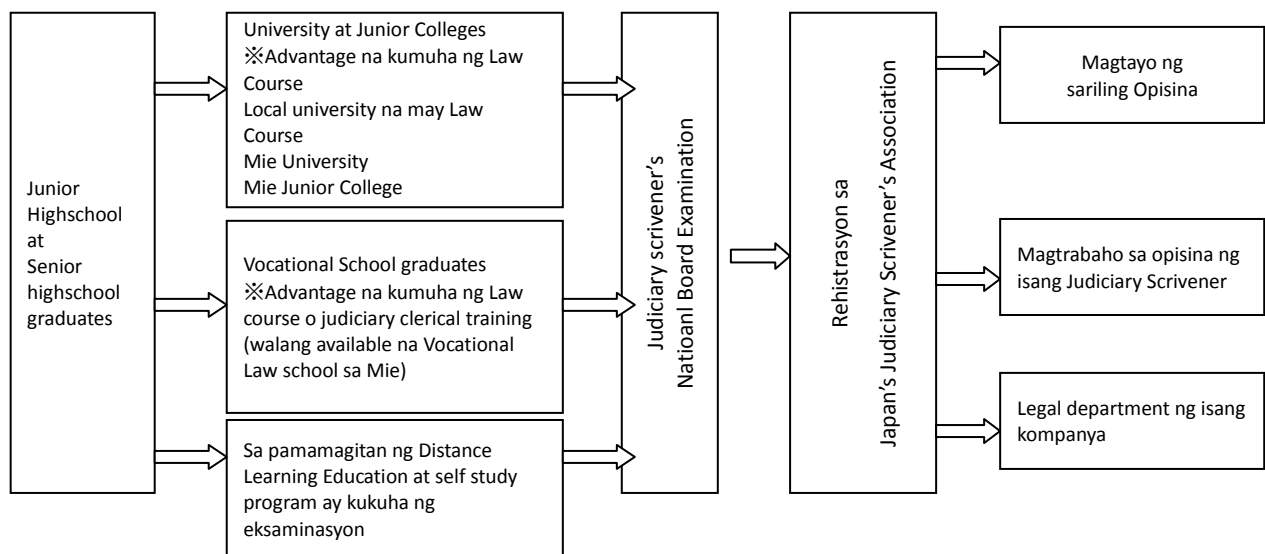 Junior
Highschool
at
Senior
highschool
graduates
University at Junior Colleges
※Advantage na kumuha ng Law
Course
Local university na may Law
Course
Mie University
Mie Junior College
Vocational School graduates
※Advantage na kumuha ng Law
course o judiciary clerical training
(walang available na Vocational
Law school sa Mie)
Sa pamamagitan ng Distance
Learning Education at self study
program ay kukuha ng
eksaminasyon
Judiciary scrivener’s
Natioanl Board Examination
Rehistrasyon sa
Japan’s Judiciary Scrivener’s Association
Magtayo ng
sariling Opisina
Magtrabaho sa opisina ng
isang Judiciary Scrivener
Legal department ng isang
kompanya